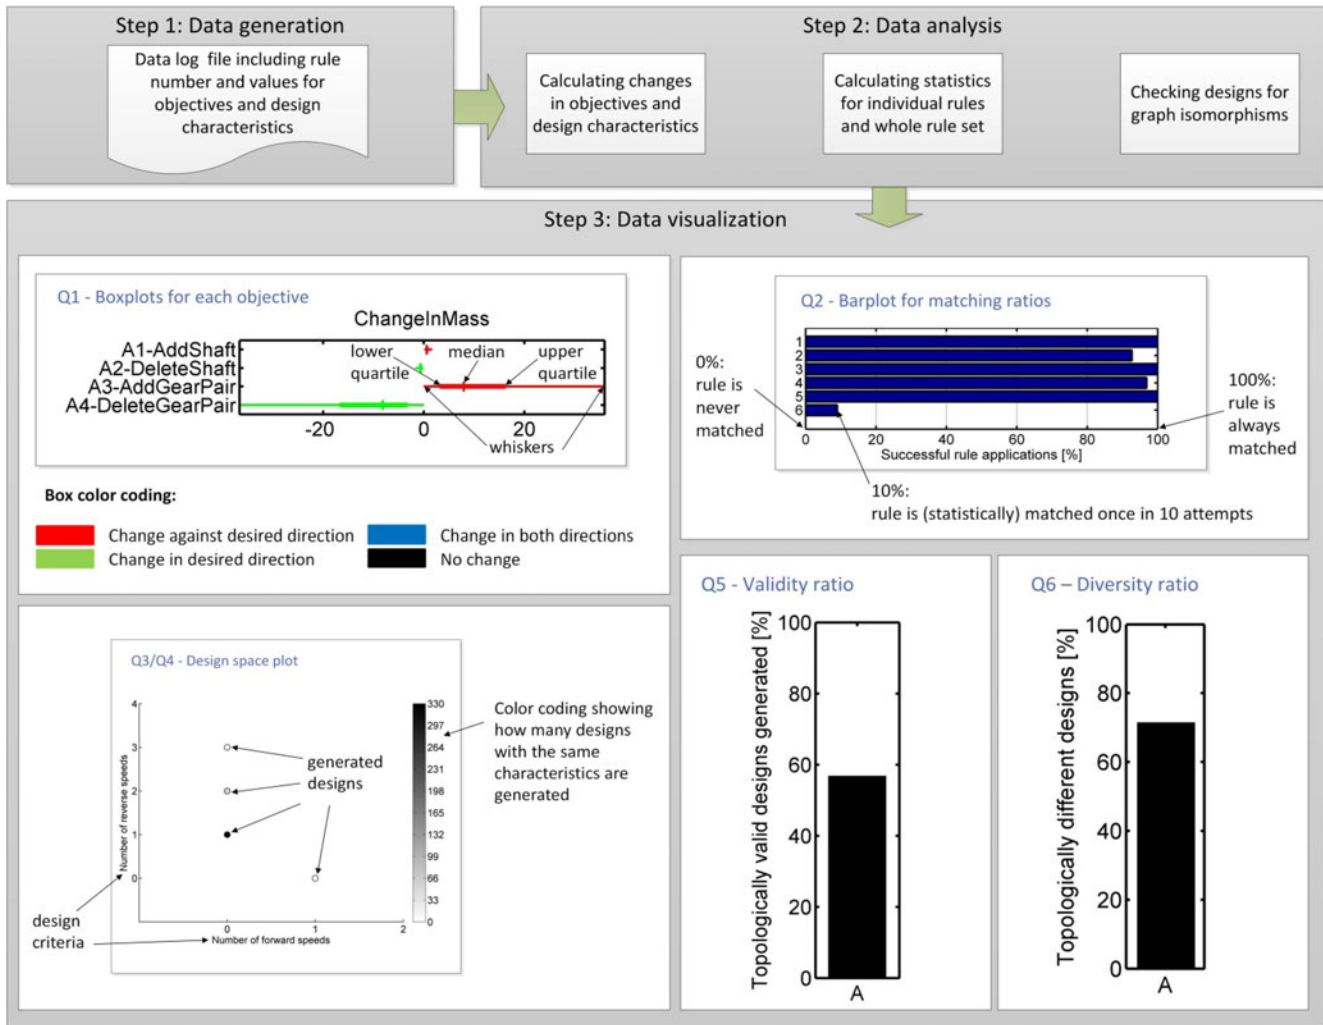 Step 1: Data generation
Data log file including rule
number and values for
objectives and design
characteristics
Step 2: Data analysis
Calculating changes
in objectives and
design characteristics
Calculating statistics
for individual rules
and whole rule set
Checking designs for
graph isomorphisms
Step 3: Data visualization
Q1 - Boxplots for each objective
ChangeInMass
A1-AddShaft
A2-DeleteShaft
A3-AddGearPair
A4-DeleteGearPair
lower
quartile
median
upper
quartile
-20
0
20
whiskers
Box color coding:
Change against desired direction
Change in both directions
Change in desired direction
No change
Q2 - Barplot for matching ratios
0%:
rule is
never
matched
1
2
3
4
5
6
0
20
40
60
80
100
Successful rule applications [%]
100%:
rule is
always
matched
10%:
rule is (statistically) matched once in 10 attempts
Q3/Q4 - Design space plot
Number of reverse speeds
4
3
2
1
0
generated
designs
0
1
2
Number of forward speeds
design
criteria
330
297
264
231
198
165
132
99
66
33
0
Color coding showing
how many designs
with the same
characteristics are
generated
Q5 - Validity ratio
Topologically valid designs generated [%]
100
80
60
40
20
0
A
Q6 – Diversity ratio
Topologically different designs [%]
100
80
60
40
20
0
A